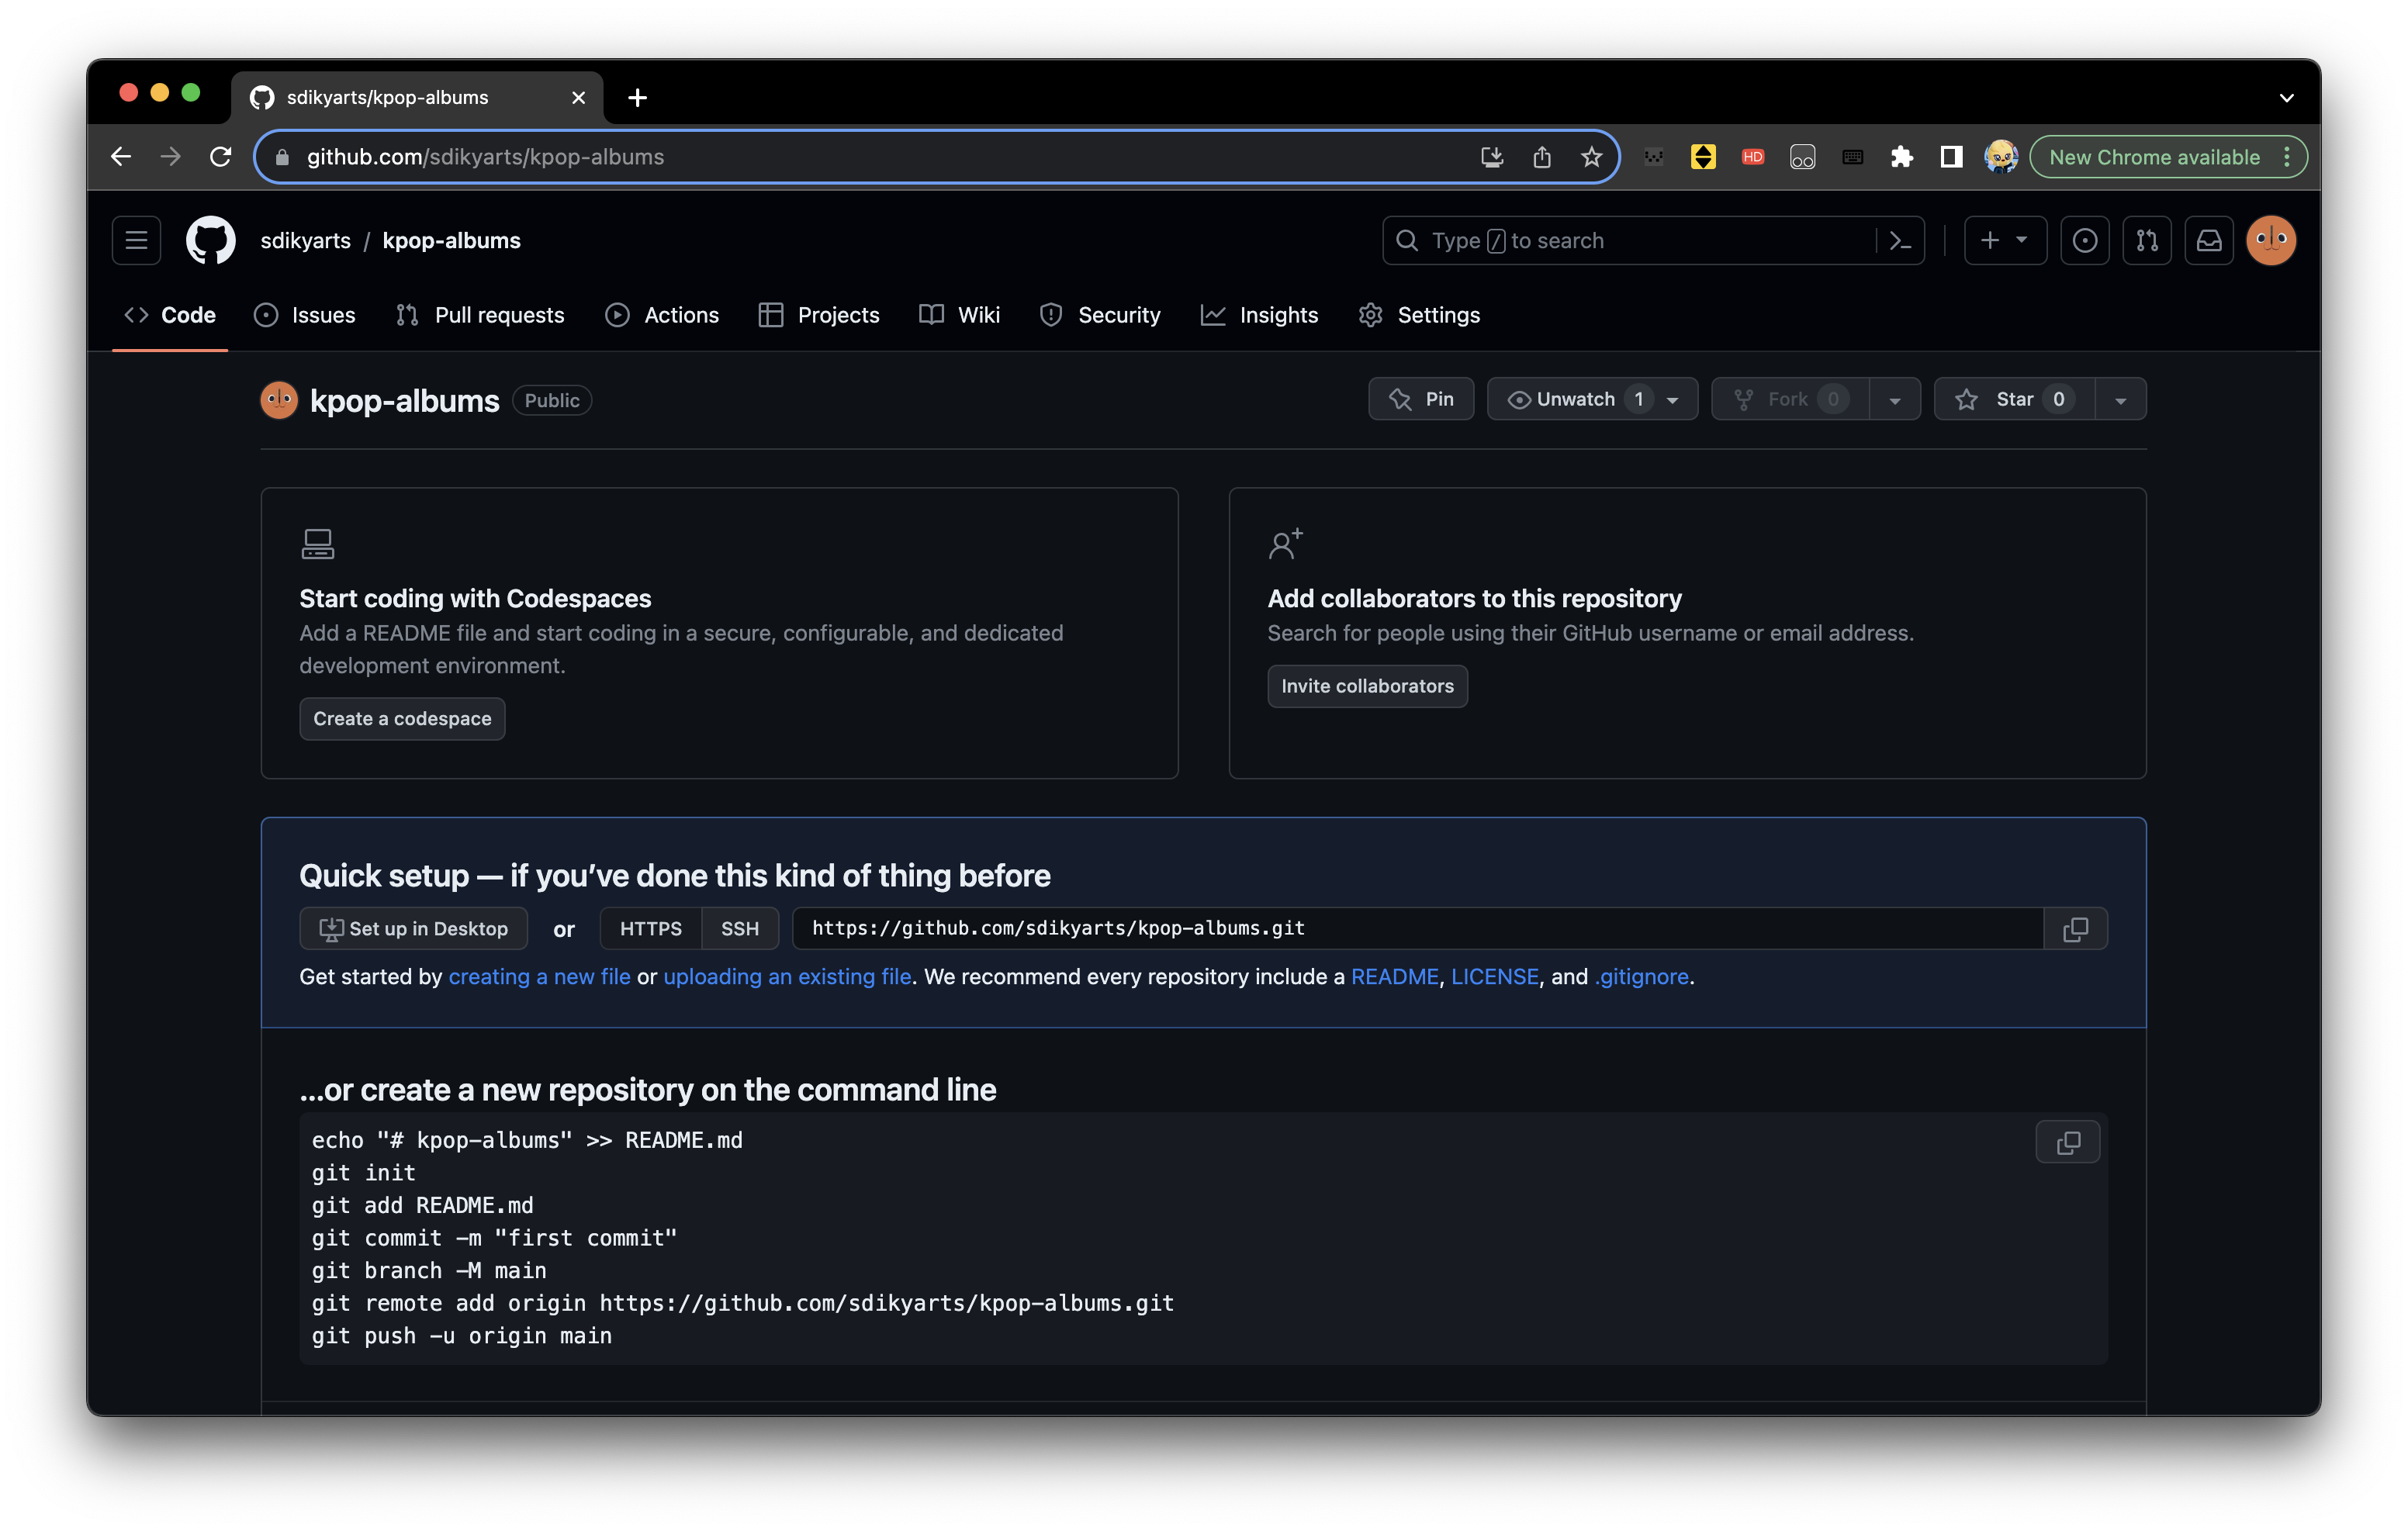 sdikyarts/kpop-albums
github.com/sdikyarts/kpop-albums
HD
New Chrome available
sdikyarts / kpop-albums
Type / to search
Code
Issues
Pull requests
Actions
Projects
Wiki
Security
Insights
Settings
kpop-albums Public
Pin
Unwatch 1
Fork 0
Star 0
Start coding with Codespaces
Add a README file and start coding in a secure, configurable, and dedicated
development environment.
Create a codespace
Add collaborators to this repository
Search for people using their GitHub username or email address.
Invite collaborators
Quick setup — if you’ve done this kind of thing before
Set up in Desktop or HTTPS SSH https://github.com/sdikyarts/kpop-albums.git
Get started by creating a new file or uploading an existing file. We recommend every repository include a README, LICENSE, and .gitignore.
…or create a new repository on the command line
echo "# kpop-albums" >> README.md
git init
git add README.md
git commit -m "first commit"
git branch -M main
git remote add origin https://github.com/sdikyarts/kpop-albums.git
git push -u origin main